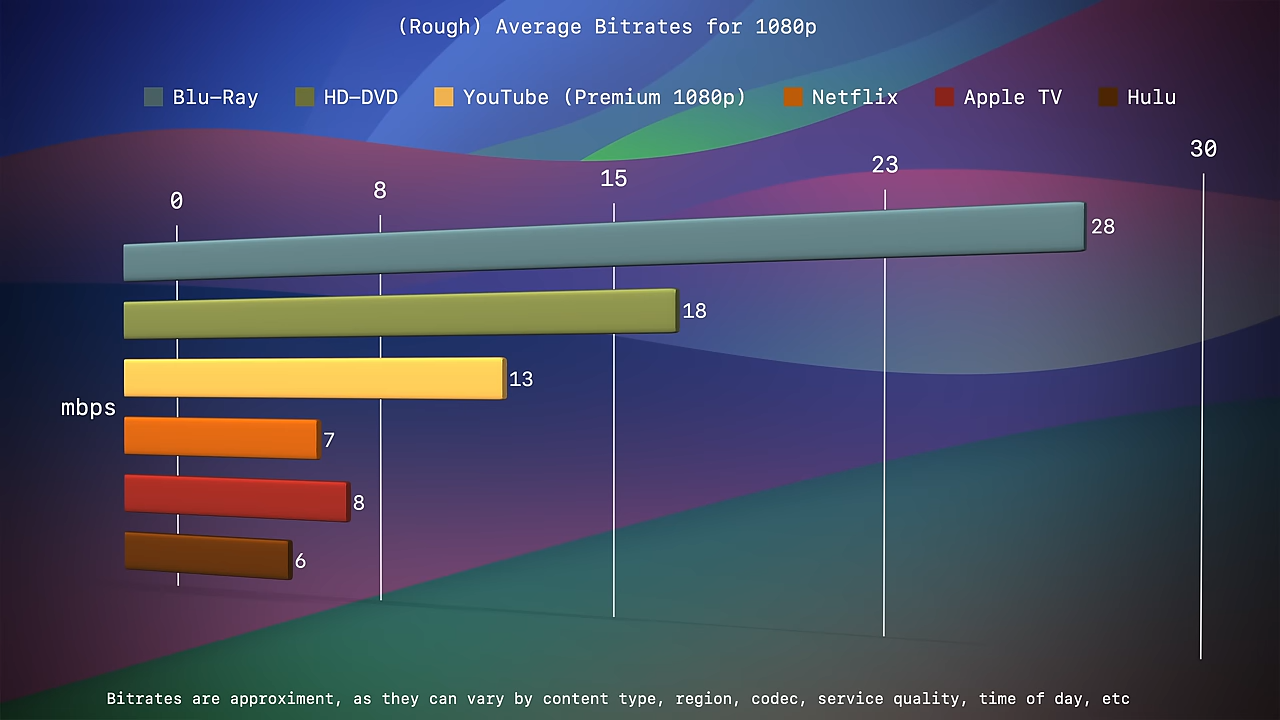 (Rough) Average Bitrates for 1080p
Blu-Ray HD-DVD YouTube (Premium 1080p) Netflix Apple TV Hulu
0 8 15 23 30
28
18
13
mbps
7
8
6
Bitrates are approximent, as they can vary by content type, region, codec, service quality, time of day, etc